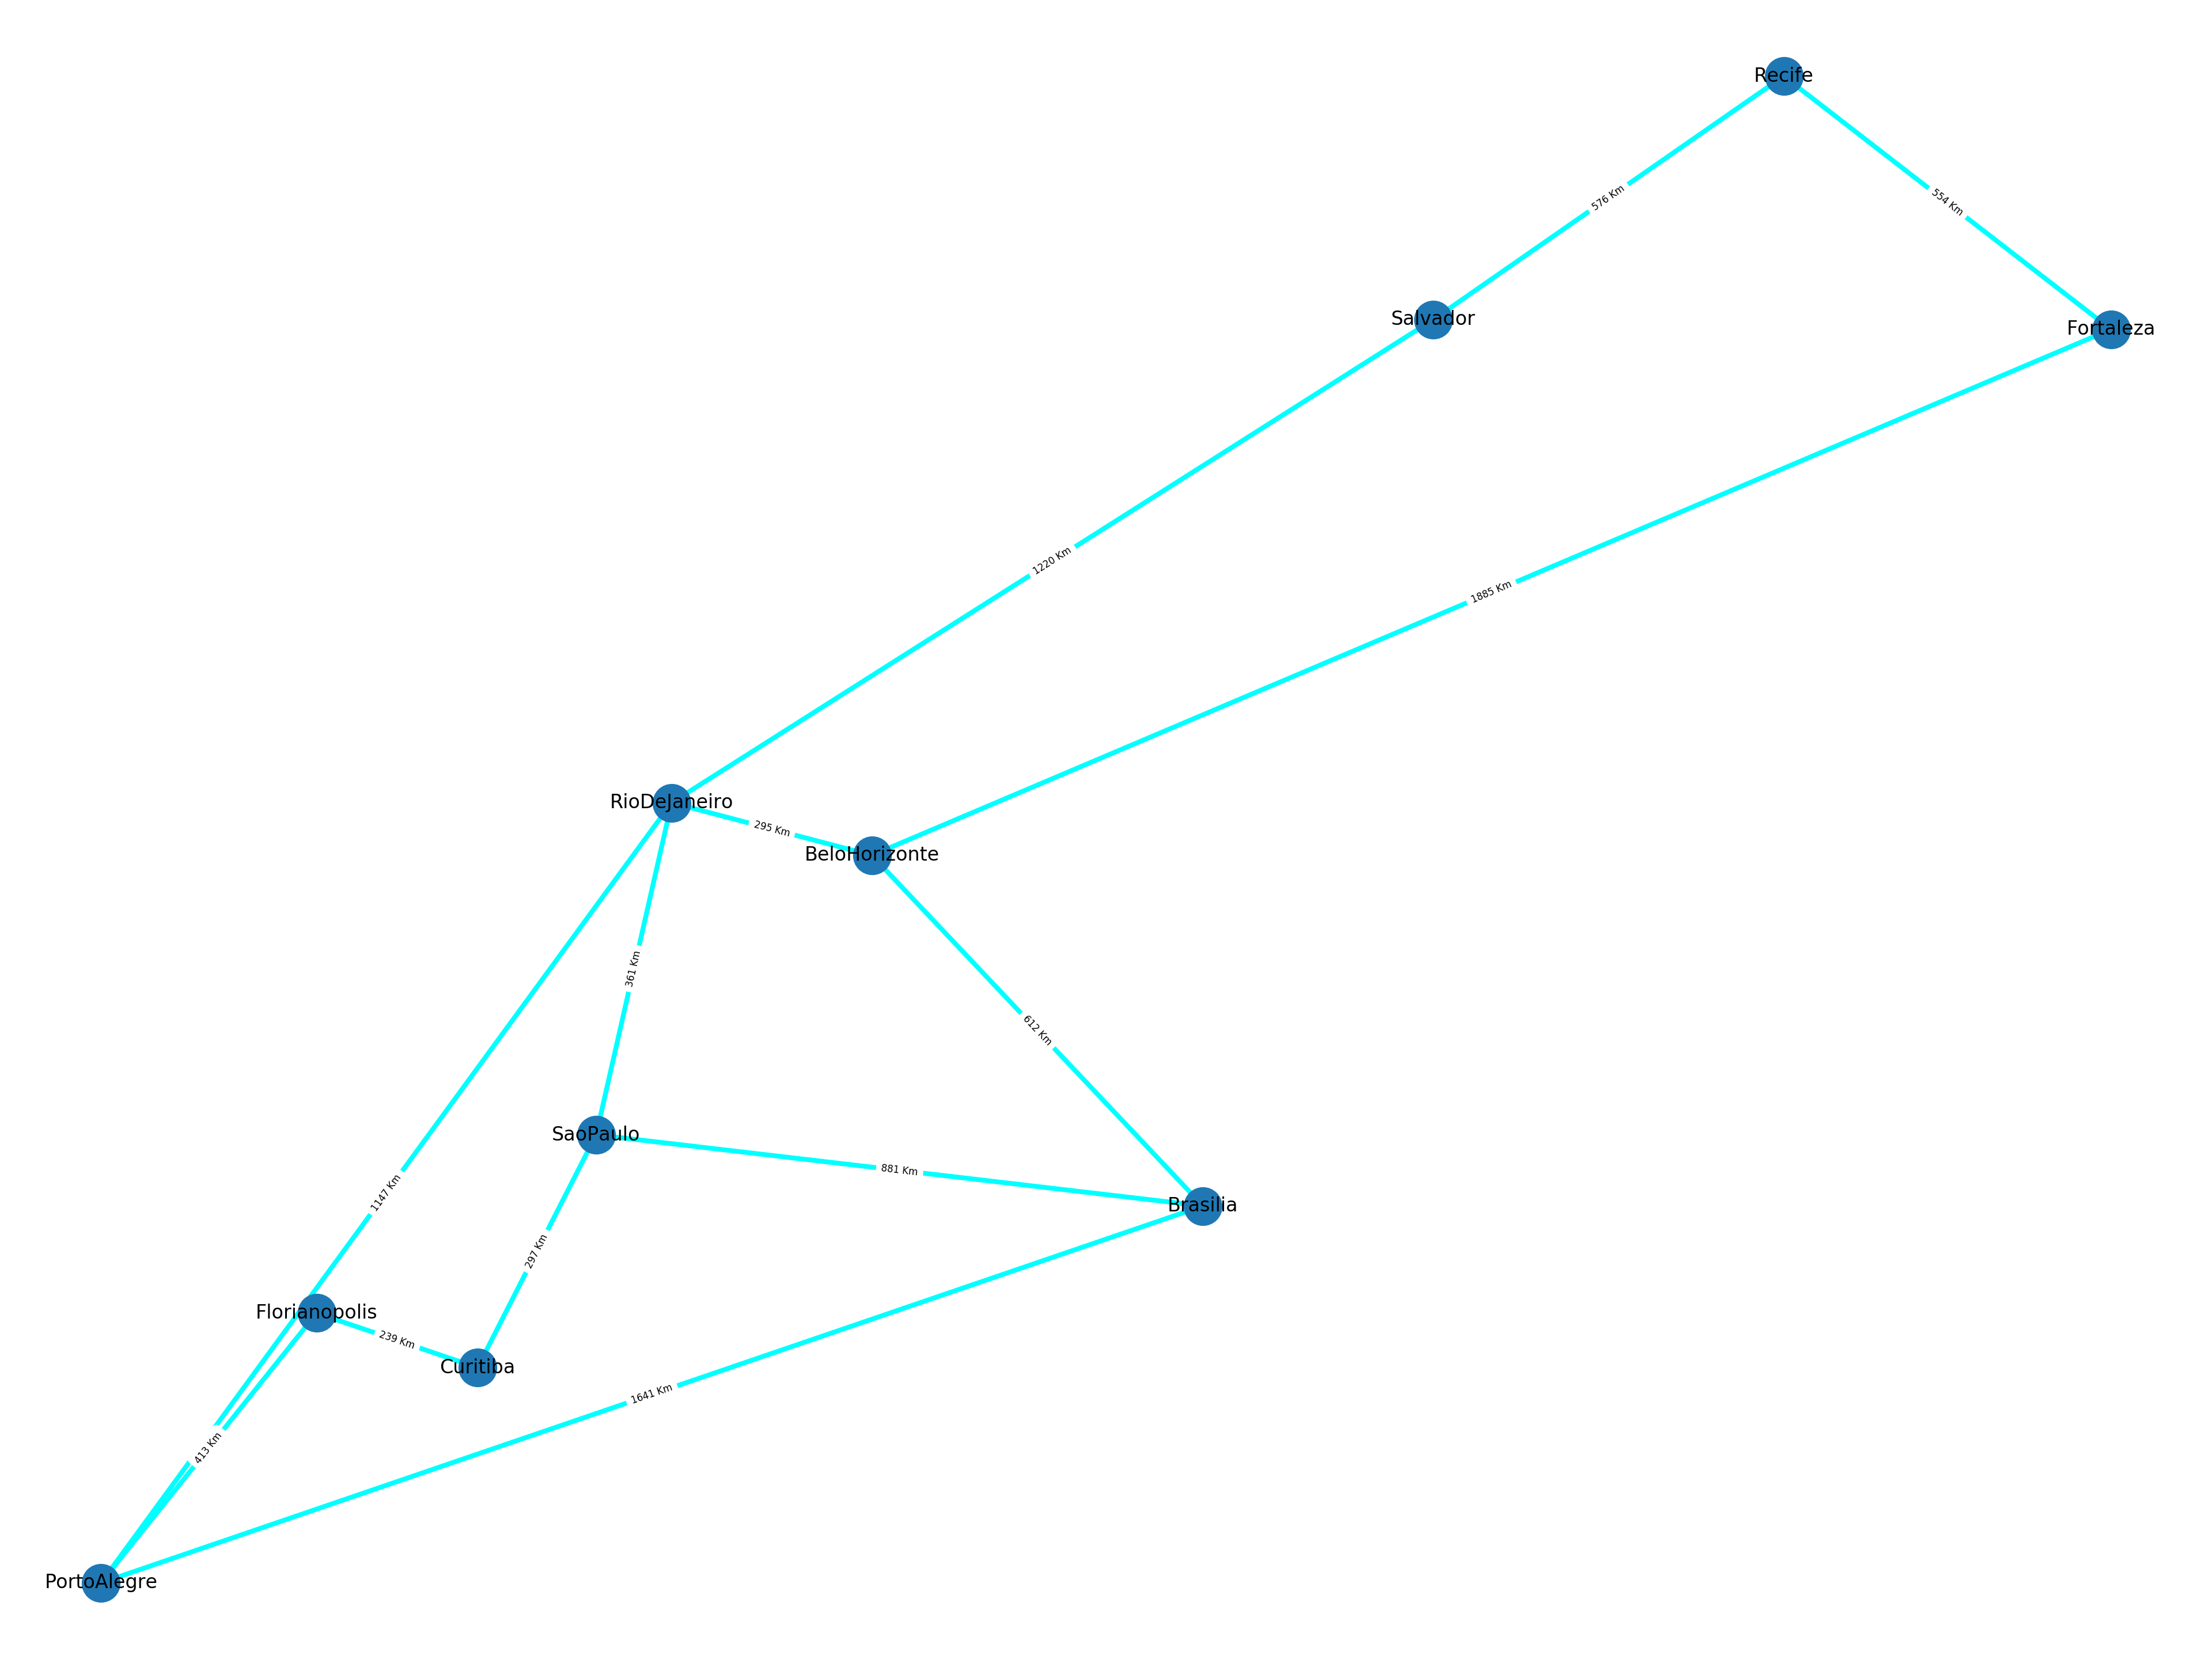 Recife
576 Km
554 Km
Salvador
Fortaleza
1220 Km
1885 Km
RioDeJaneiro
295 Km
BeloHorizonte
361 Km
612 Km
SaoPaulo
881 Km
1147 Km
Brasilia
297 Km
Florianopolis
239 Km
Curitiba
1641 Km
413 Km
PortoAlegre